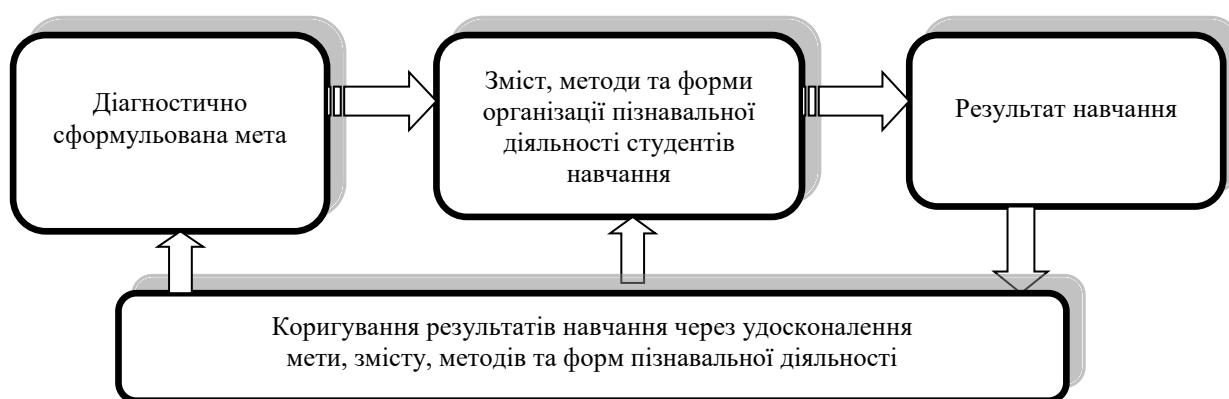 Діагностично
сформульована мета
Зміст, методи та форми
організації пізнавальної
діяльності студентів
навчання
Результат навчання
Коригування результатів навчання через удосконалення
мети, змісту, методів та форм пізнавальної діяльності